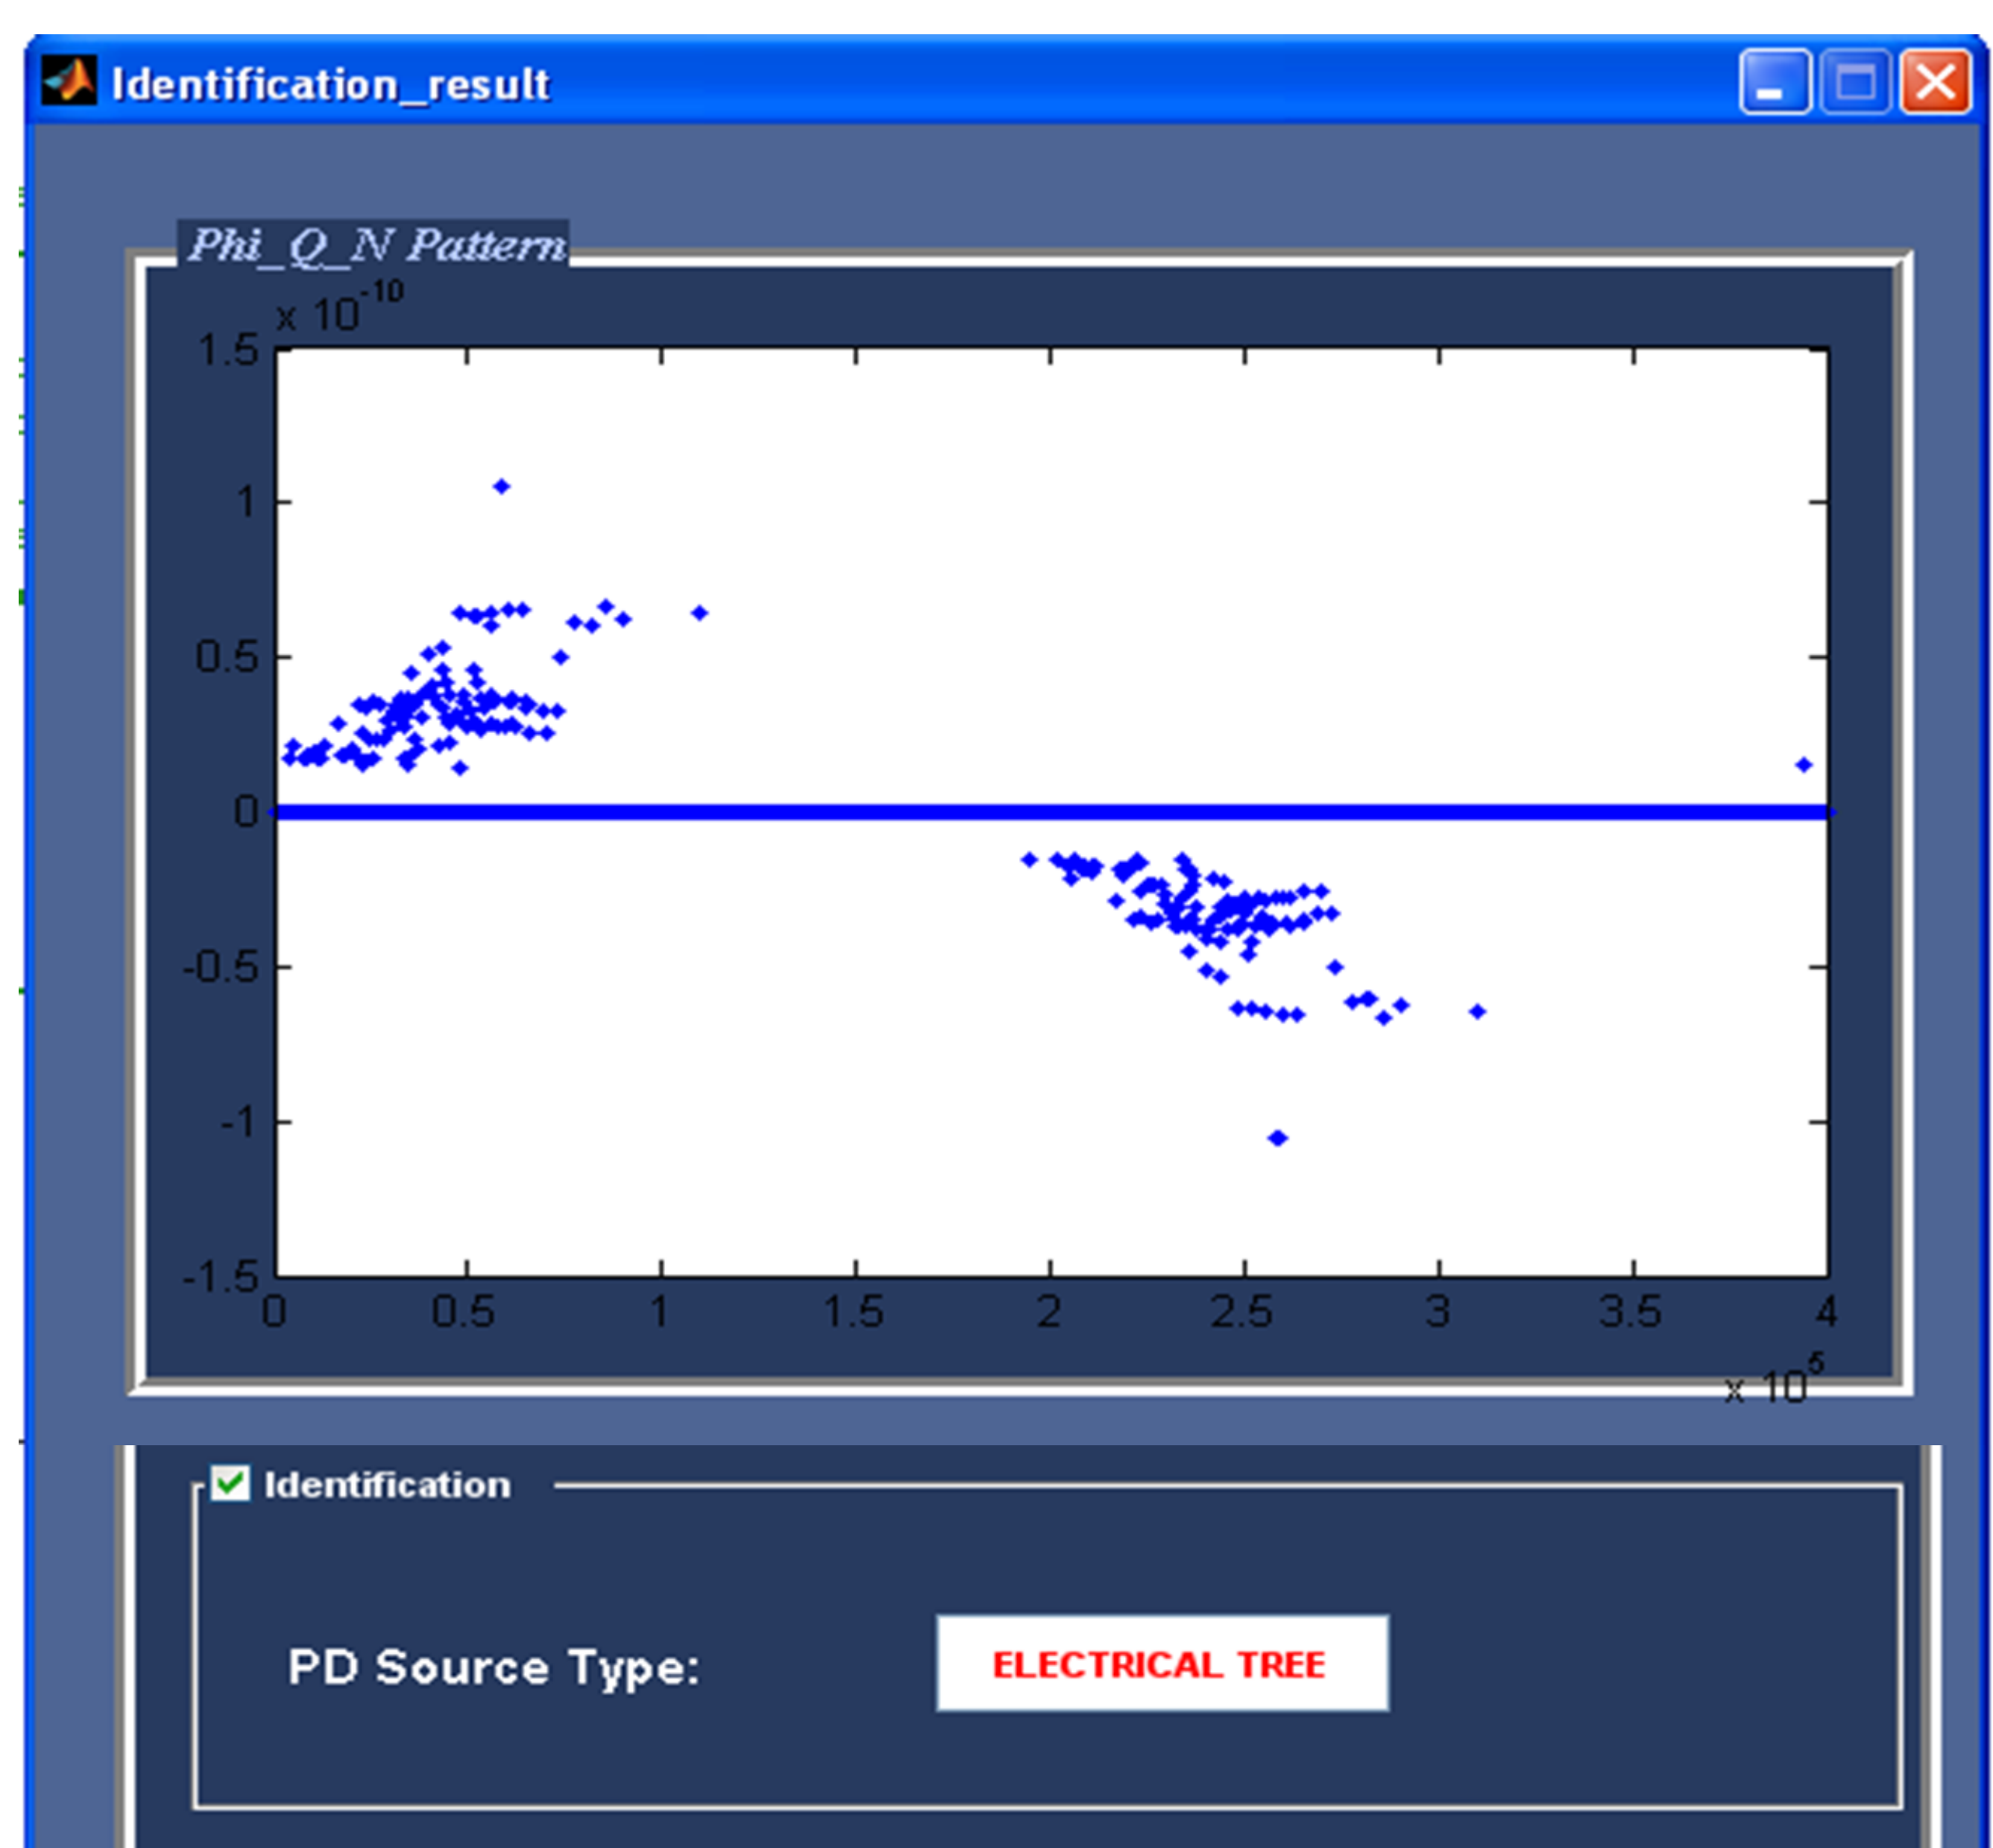 Identification_result
Phi_Q_N Pattern
x 10^-10
1.5
1
0.5
0
-0.5
-1
-1.5
0 0.5 1 1.5 2 2.5 3 3.5 4
x 10^5
Identification
PD Source Type: ELECTRICAL TREE